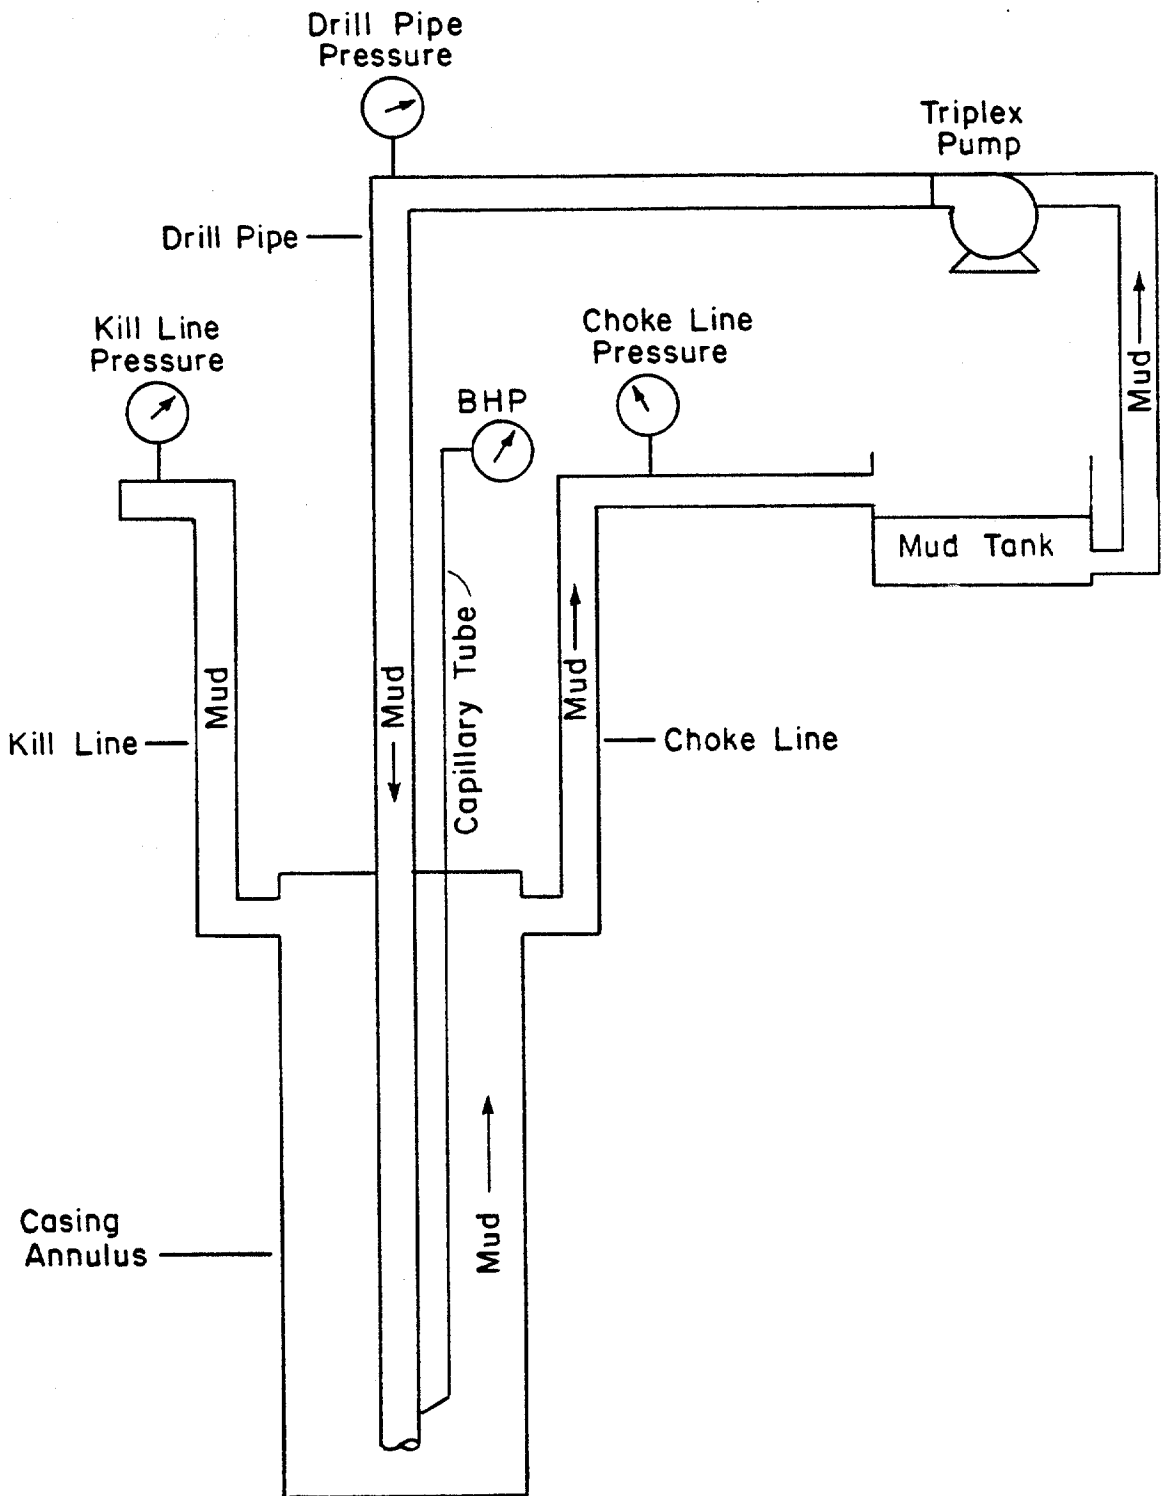 Drill Pipe
Pressure
Triplex
Pump
Drill Pipe
Kill Line
Pressure
Choke Line
Pressure
BHP
Mud
Mud Tank
Capillary Tube
Mud
Mud
Mud
Kill Line
Choke Line
Mud
Casing
Annulus